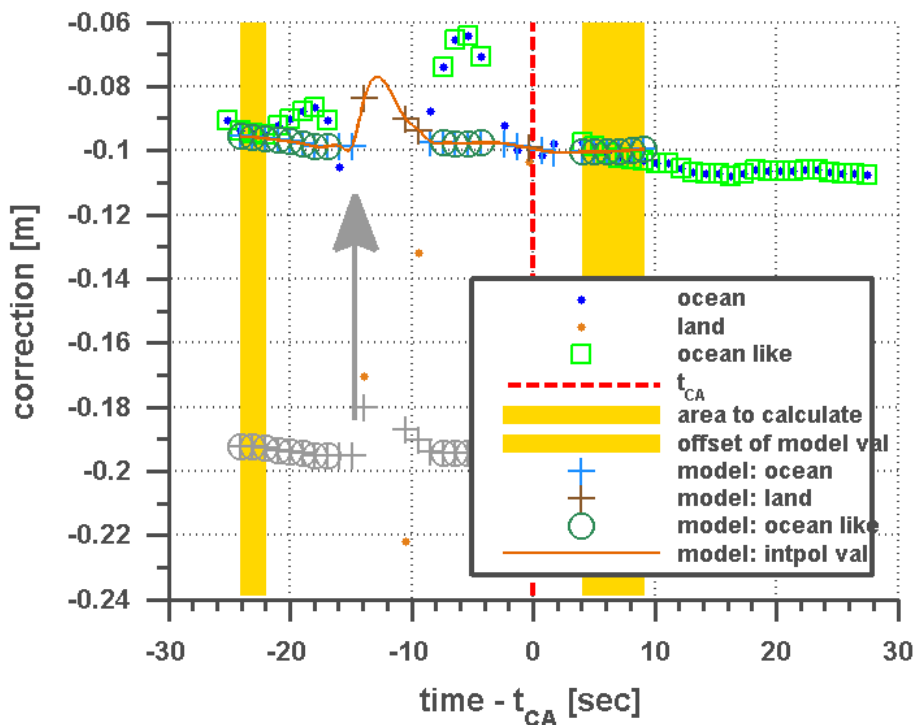 -0.06
-0.08
-0.1
-0.12
-0.14
-0.16
-0.18
-0.2
-0.22
-0.24
correction [m]
ocean
land
ocean like
tCA
area to calculate
offset of model val
model: ocean
model: land
model: ocean like
model: intpol val
-30 -20 -10 0 10 20 30
time - tCA [sec]